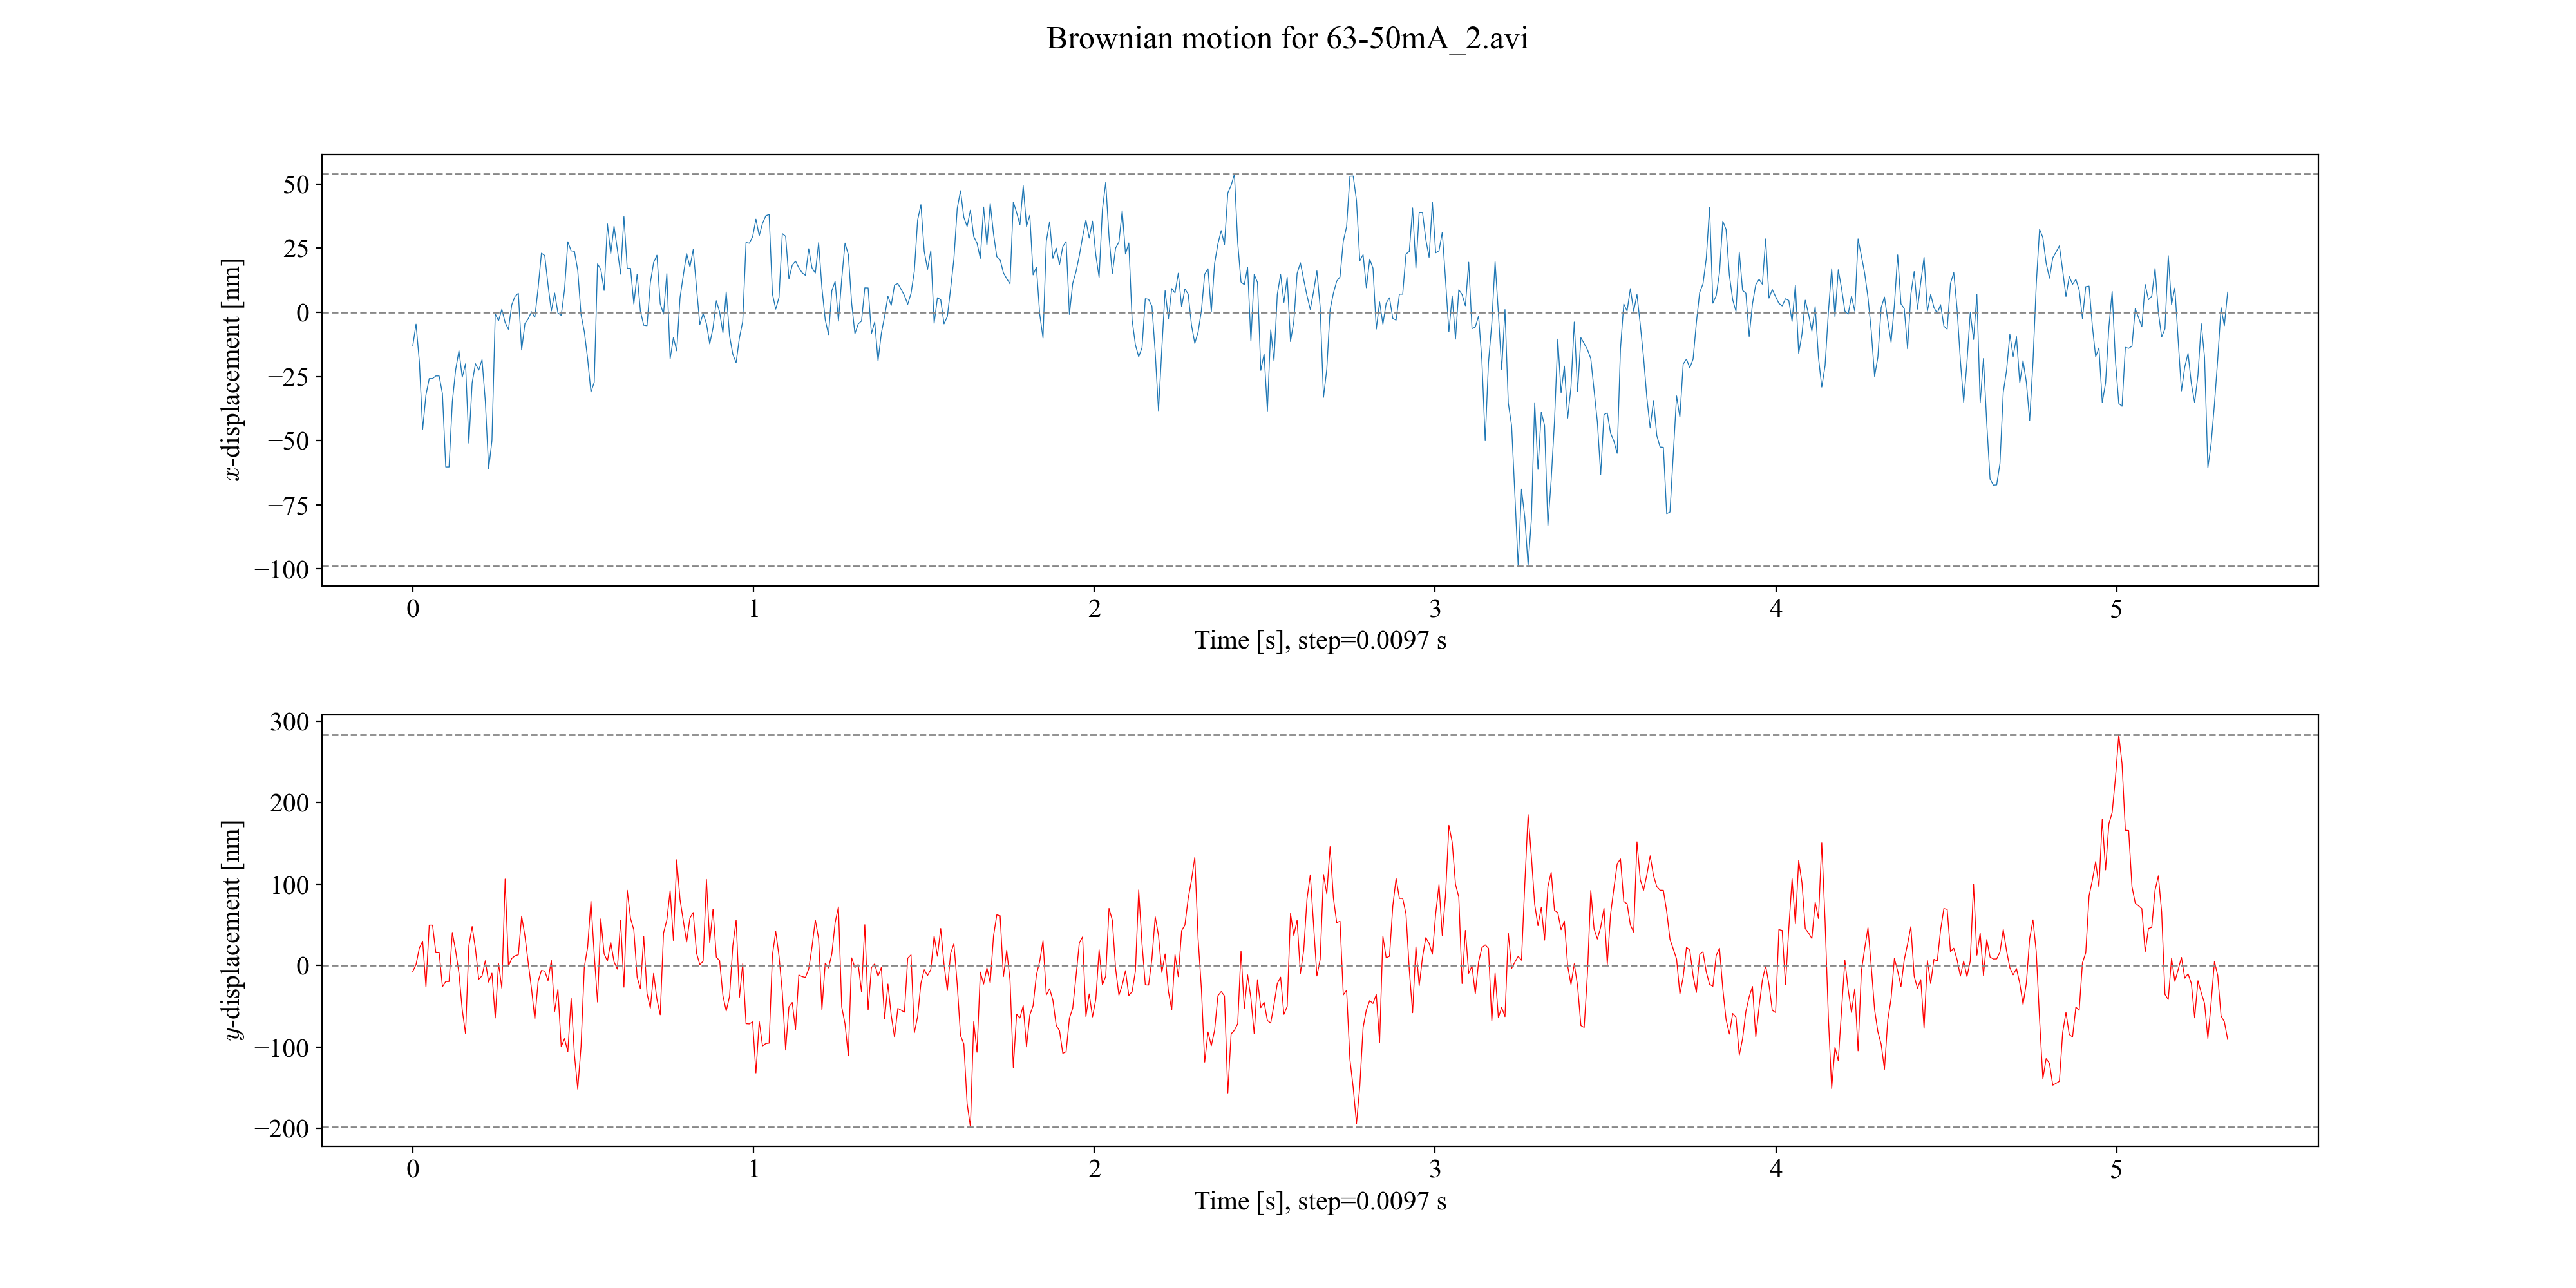 Brownian motion for 63-50mA_2.avi
x-displacement [nm]
50
25
0
−25
−50
−75
−100
0 1 2 3 4 5
Time [s], step=0.0097 s
y-displacement [nm]
300
200
100
0
−100
−200
0 1 2 3 4 5
Time [s], step=0.0097 s